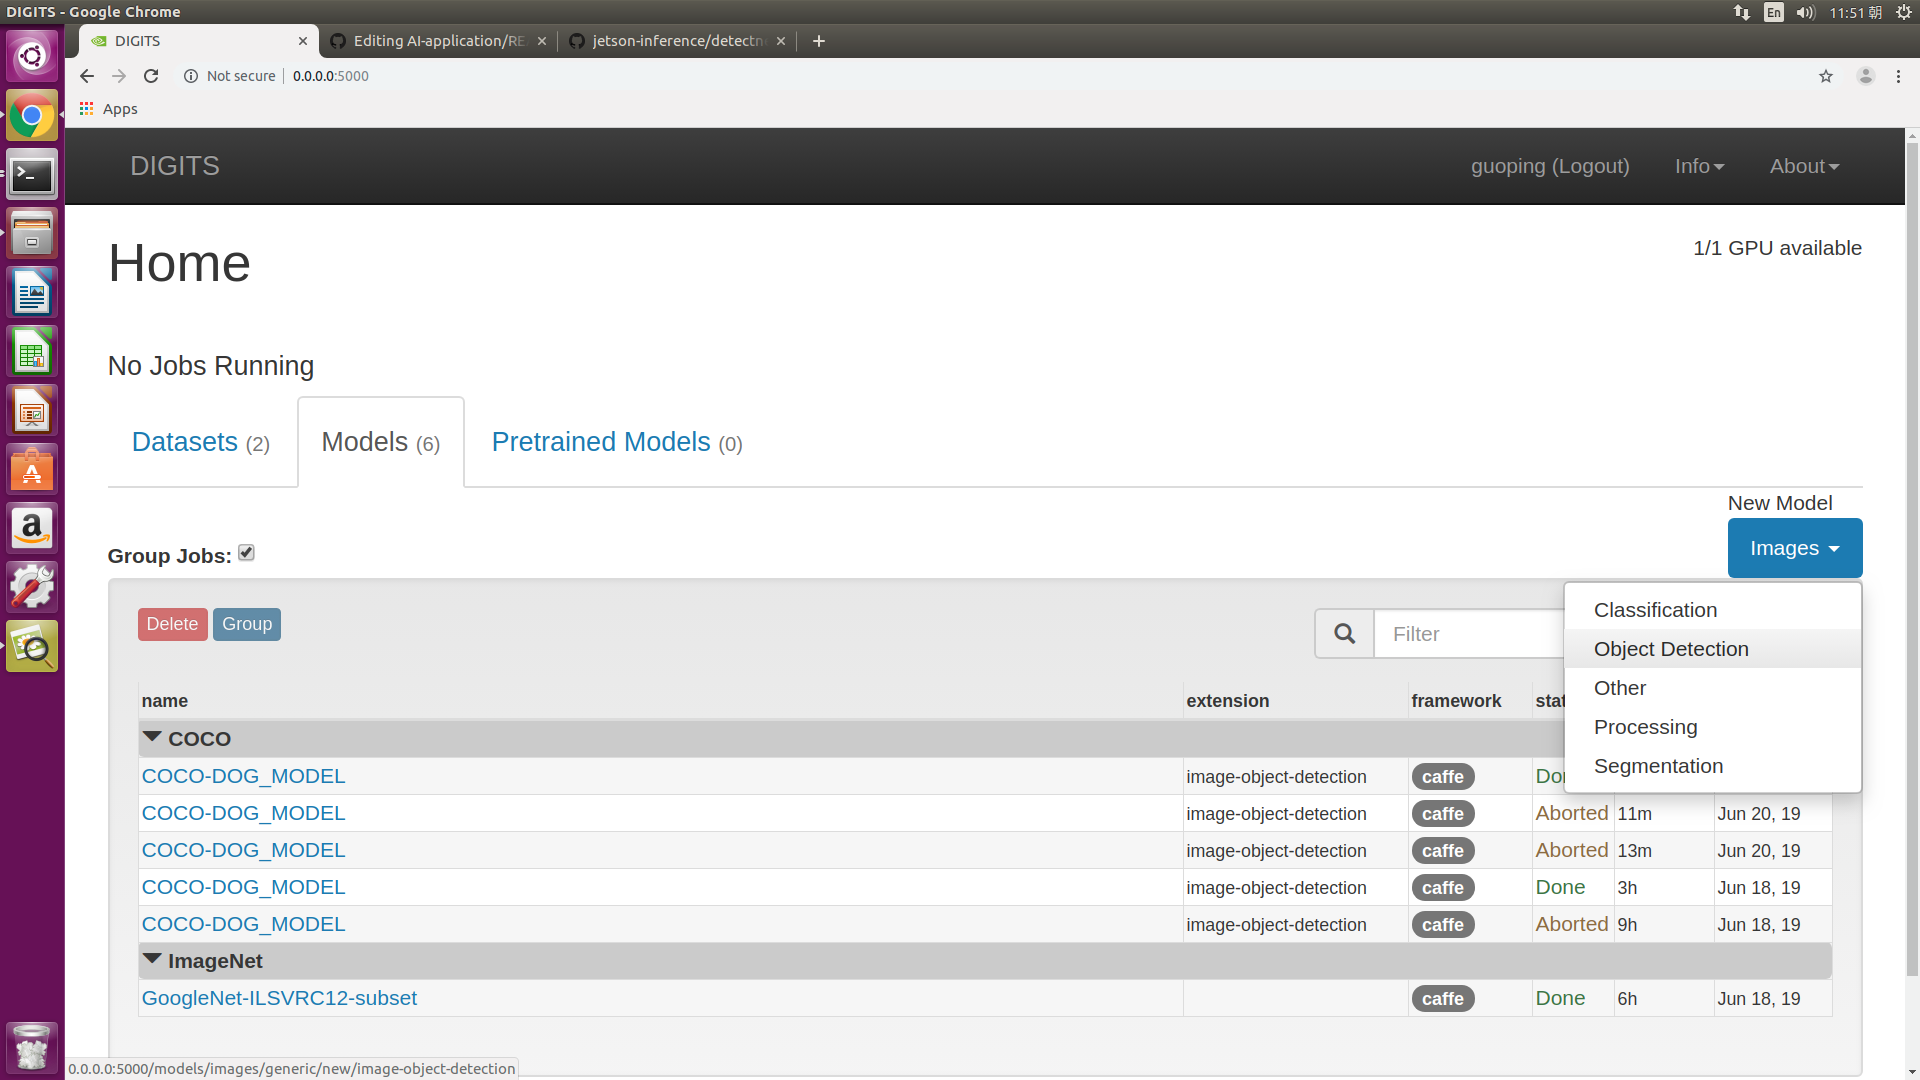 DIGITS - Google Chrome
En
11:51 朝
DIGITS
Editing AI-application/RE
jetson-inference/detectn
Not secure
0.0.0.0:5000
Apps
DIGITS
guoping (Logout)
Info
About
Home
1/1 GPU available
No Jobs Running
Datasets (2)
Models (6)
Pretrained Models (0)
New Model
Images
Group Jobs:
Delete
Group
Filter
Classification
Object Detection
Other
Processing
Segmentation
name extension framework stat
COCO
COCO-DOG_MODEL image-object-detection caffe Don
COCO-DOG_MODEL image-object-detection caffe Aborted 11m Jun 20, 19
COCO-DOG_MODEL image-object-detection caffe Aborted 13m Jun 20, 19
COCO-DOG_MODEL image-object-detection caffe Done 3h Jun 18, 19
COCO-DOG_MODEL image-object-detection caffe Aborted 9h Jun 18, 19
ImageNet
GoogleNet-ILSVRC12-subset caffe Done 6h Jun 18, 19
0.0.0.0:5000/models/images/generic/new/image-object-detection